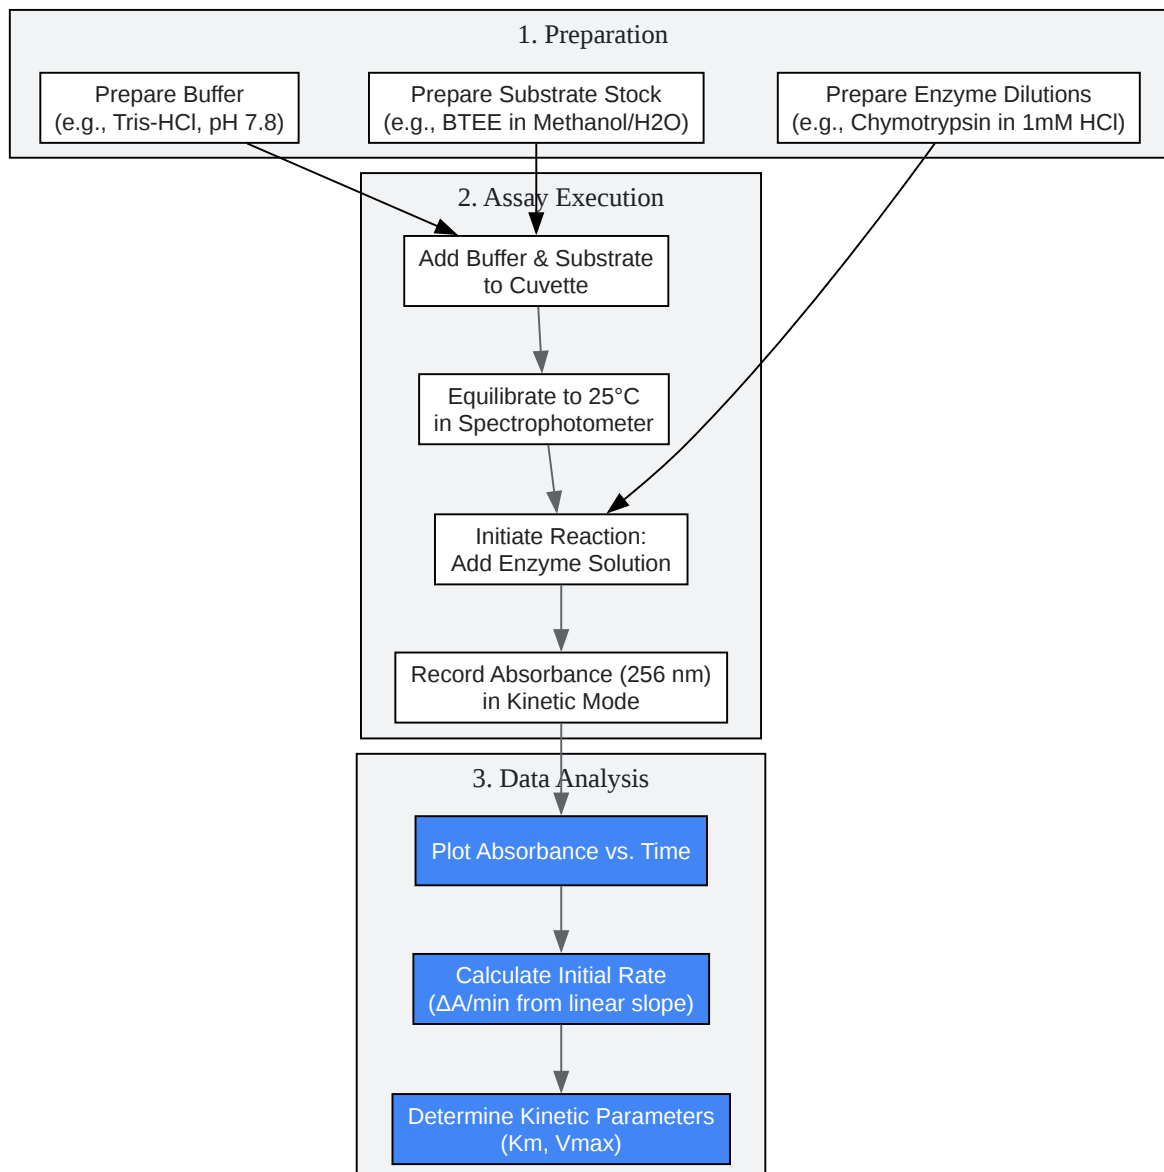 1. Preparation
Prepare Buffer
(e.g., Tris-HCl, pH 7.8)
Prepare Substrate Stock
(e.g., BTEE in Methanol/H2O)
Prepare Enzyme Dilutions
(e.g., Chymotrypsin in 1mM HCl)
2. Assay Execution
Add Buffer & Substrate
to Cuvette
Equilibrate to 25°C
in Spectrophotometer
Initiate Reaction:
Add Enzyme Solution
Record Absorbance (256 nm)
in Kinetic Mode
3. Data Analysis
Plot Absorbance vs. Time
Calculate Initial Rate
(ΔA/min from linear slope)
Determine Kinetic Parameters
(Km, Vmax)